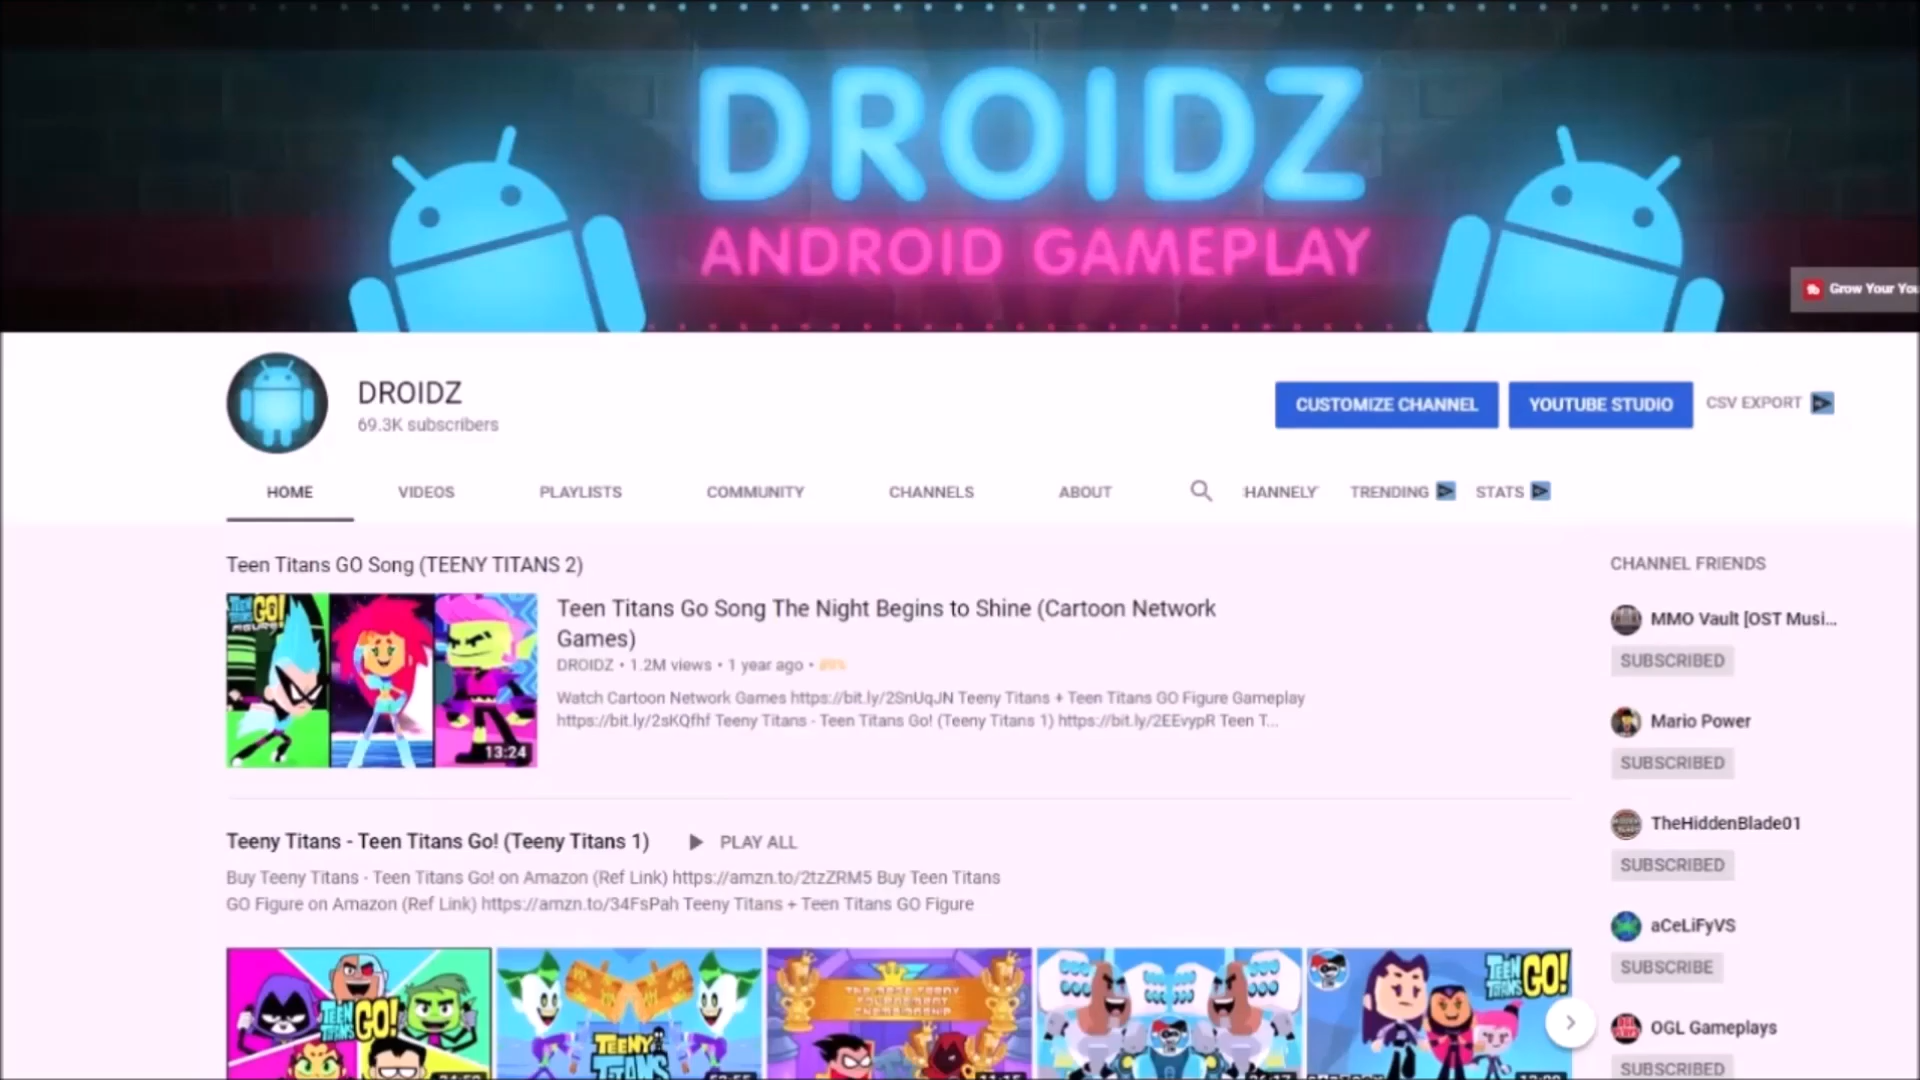 DROIDZ
ANDROID GAMEPLAY
Grow Your You
DROIDZ
69.3K subscribers
CUSTOMIZE CHANNEL
YOUTUBE STUDIO
CSV EXPORT
HOME
VIDEOS
PLAYLISTS
COMMUNITY
CHANNELS
ABOUT
HANNELY
TRENDING
STATS
Teen Titans GO Song (TEENY TITANS 2)
CHANNEL FRIENDS
GO!
FIGURE
13:24
Teen Titans Go Song The Night Begins to Shine (Cartoon Network
Games)
DROIDZ • 1.2M views • 1 year ago •
Watch Cartoon Network Games https://bit.ly/2SnUqJN Teeny Titans + Teen Titans GO Figure Gameplay
https://bit.ly/2sKQfhf Teeny Titans - Teen Titans Go! (Teeny Titans 1) https://bit.ly/2EEvypR Teen T...
MMO Vault [OST Musi...
SUBSCRIBED
Mario Power
SUBSCRIBED
TheHiddenBlade01
SUBSCRIBED
aCeLiFyVS
SUBSCRIBE
OGL Gameplays
SUBSCRIBED
Teeny Titans - Teen Titans Go! (Teeny Titans 1)
PLAY ALL
Buy Teeny Titans - Teen Titans Go! on Amazon (Ref Link) https://amzn.to/2tzZRM5 Buy Teen Titans
GO Figure on Amazon (Ref Link) https://amzn.to/34FsPah Teeny Titans + Teen Titans GO Figure
TEEN
TITANS
GO!
TEENY
TITANS
TOURNAMENT
CHAMPIONSHIP
TEEN
TITANS
GO!